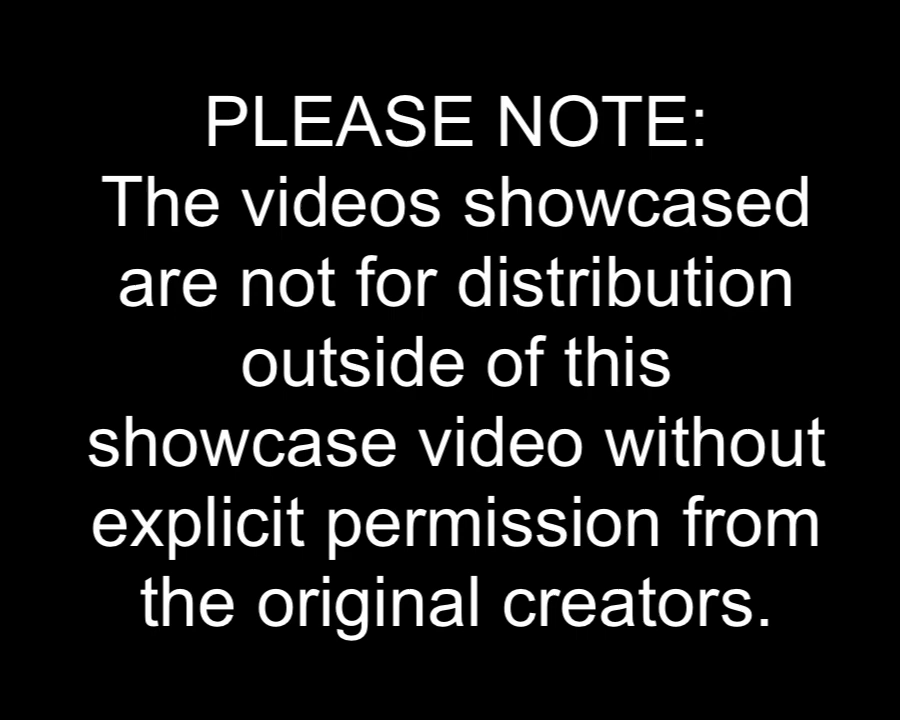 PLEASE NOTE:
The videos showcased
are not for distribution
outside of this
showcase video without
explicit permission from
the original creators.